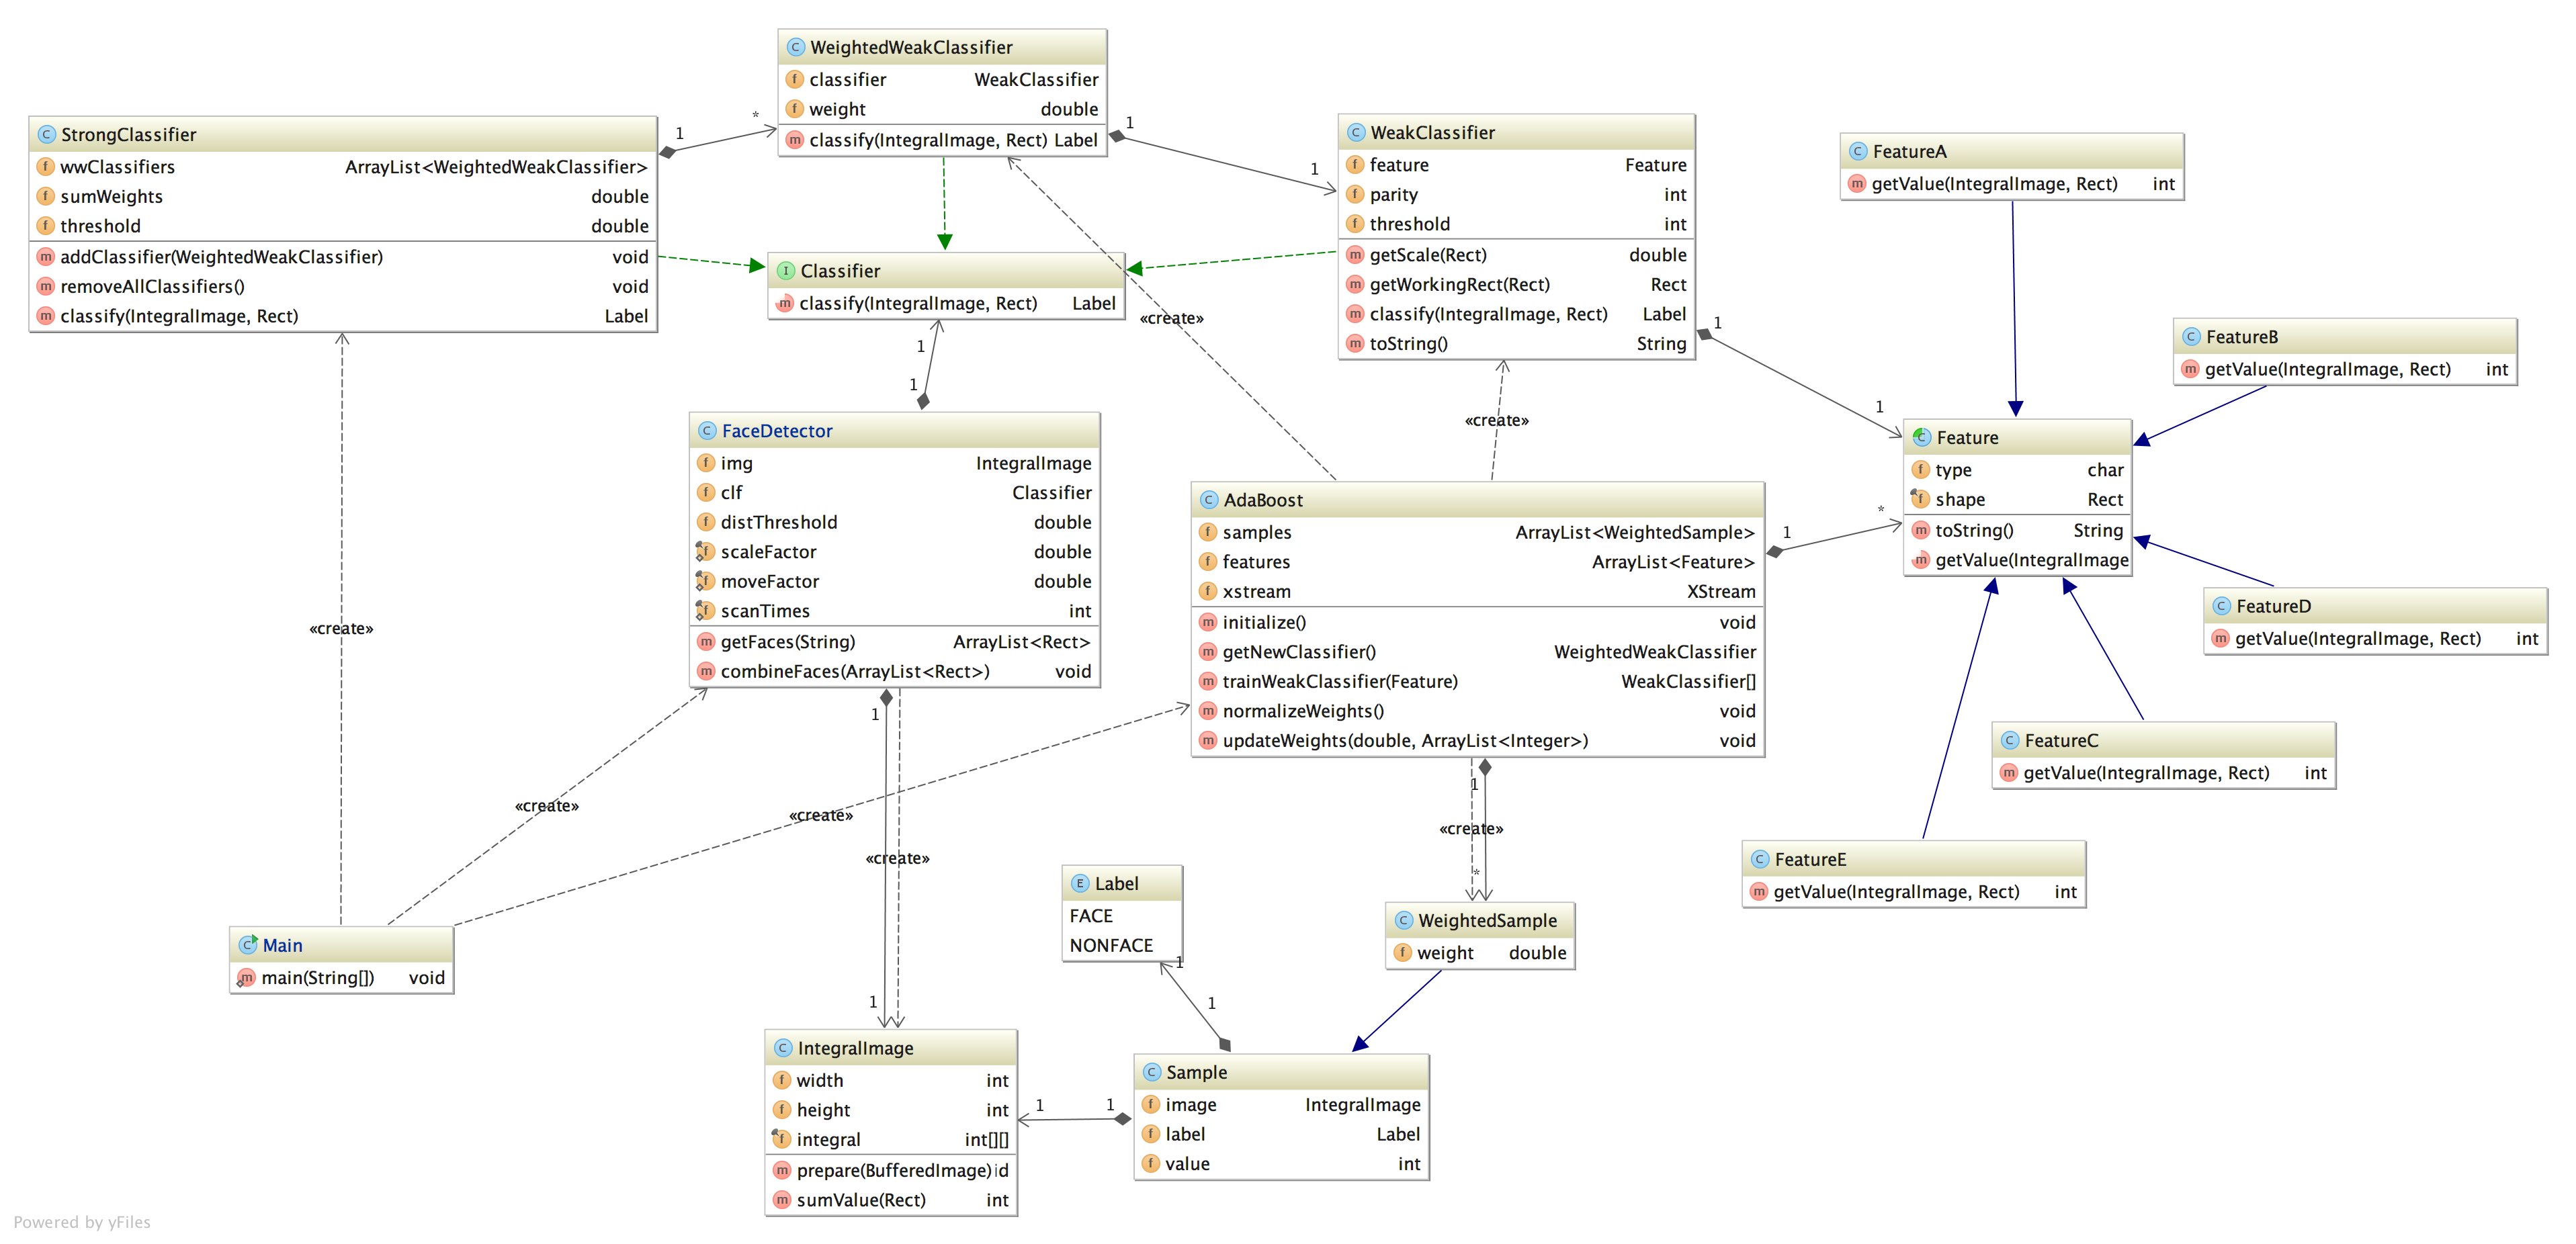 WeightedWeakClassifier
classifier WeakClassifier
weight double
classify(IntegralImage, Rect) Label
StrongClassifier
wwClassifiers ArrayList<WeightedWeakClassifier>
sumWeights double
threshold double
addClassifier(WeightedWeakClassifier) void
removeAllClassifiers() void
classify(IntegralImage, Rect) Label
1
*
1
1
WeakClassifier
feature Feature
parity int
threshold int
getScale(Rect) double
getWorkingRect(Rect) Rect
classify(IntegralImage, Rect) Label
toString() String
FeatureA
getValue(IntegralImage, Rect) int
Classifier
classify(IntegralImage, Rect) Label
«create»
1
1
1
1
FeatureB
getValue(IntegralImage, Rect) int
FaceDetector
img IntegralImage
clf Classifier
distThreshold double
scaleFactor double
moveFactor double
scanTimes int
getFaces(String) ArrayList<Rect>
combineFaces(ArrayList<Rect>) void
«create»
Feature
type char
shape Rect
toString() String
getValue(IntegralImage
AdaBoost
samples ArrayList<WeightedSample>
features ArrayList<Feature>
xstream XStream
initialize() void
getNewClassifier() WeightedWeakClassifier
trainWeakClassifier(Feature) WeakClassifier[]
normalizeWeights() void
updateWeights(double, ArrayList<Integer>) void
1
*
FeatureD
getValue(IntegralImage, Rect) int
«create»
FeatureC
getValue(IntegralImage, Rect) int
«create»
«create»
1
«create»
1
1
«create»
*
FeatureE
getValue(IntegralImage, Rect) int
Label
FACE
NONFACE
WeightedSample
weight double
Main
main(String[]) void
1
1
IntegralImage
width int
height int
integral int[][]
prepare(BufferedImage) id
sumValue(Rect) int
1
1
Sample
image IntegralImage
label Label
value int
Powered by yFiles